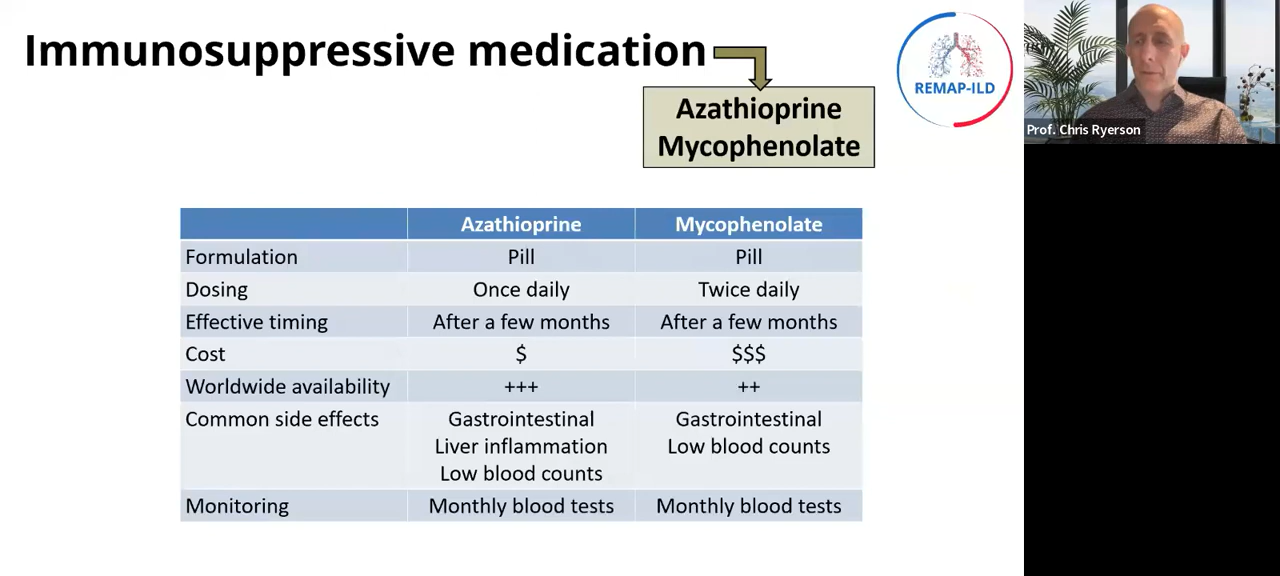 Immunosuppressive medication
Azathioprine
Mycophenolate
REMAP-ILD
Prof. Chris Ryerson
Azathioprine Mycophenolate
Formulation Pill Pill
Dosing Once daily Twice daily
Effective timing After a few months After a few months
Cost $ $$$
Worldwide availability +++ ++
Common side effects Gastrointestinal Gastrointestinal
Liver inflammation Low blood counts
Low blood counts
Monitoring Monthly blood tests Monthly blood tests